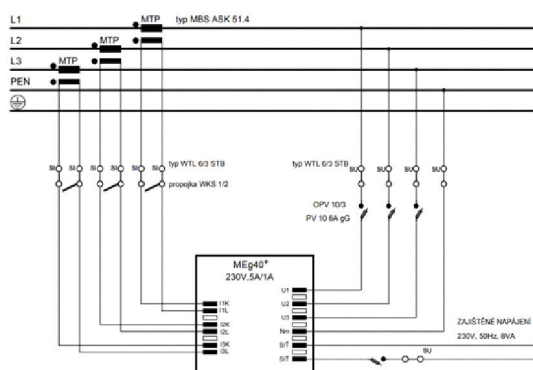 L1
MTP
typ MBS ASK 61.4
L2
MTP
L3
MTP
PEN
SI SI SI SI SI SI
typ WTL 6/3 STB
typ WTL 6/3 STB
SU SU SU SU
propojka WKS 1/2
OPV 10/3
PV 10 6A gG
MEg40+
230V,5A/1A
U1
I1K
U2
I1L
I2K
U3
I2L
Nm
ZAJIŠTĚNÉ NAPÁJENÍ
230V, 50Hz, 8VA
I3K
SIT
I3L
SIT
SU